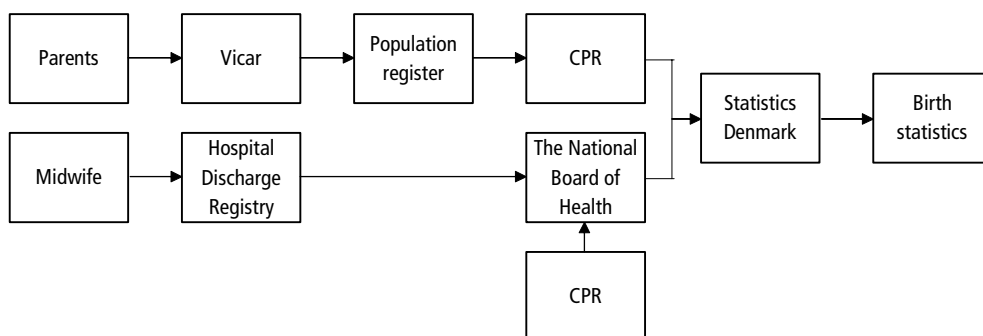 Parents
Vicar
Population
register
CPR
Statistics
Denmark
Birth
statistics
Midwife
Hospital
Discharge
Registry
The National
Board of
Health
CPR